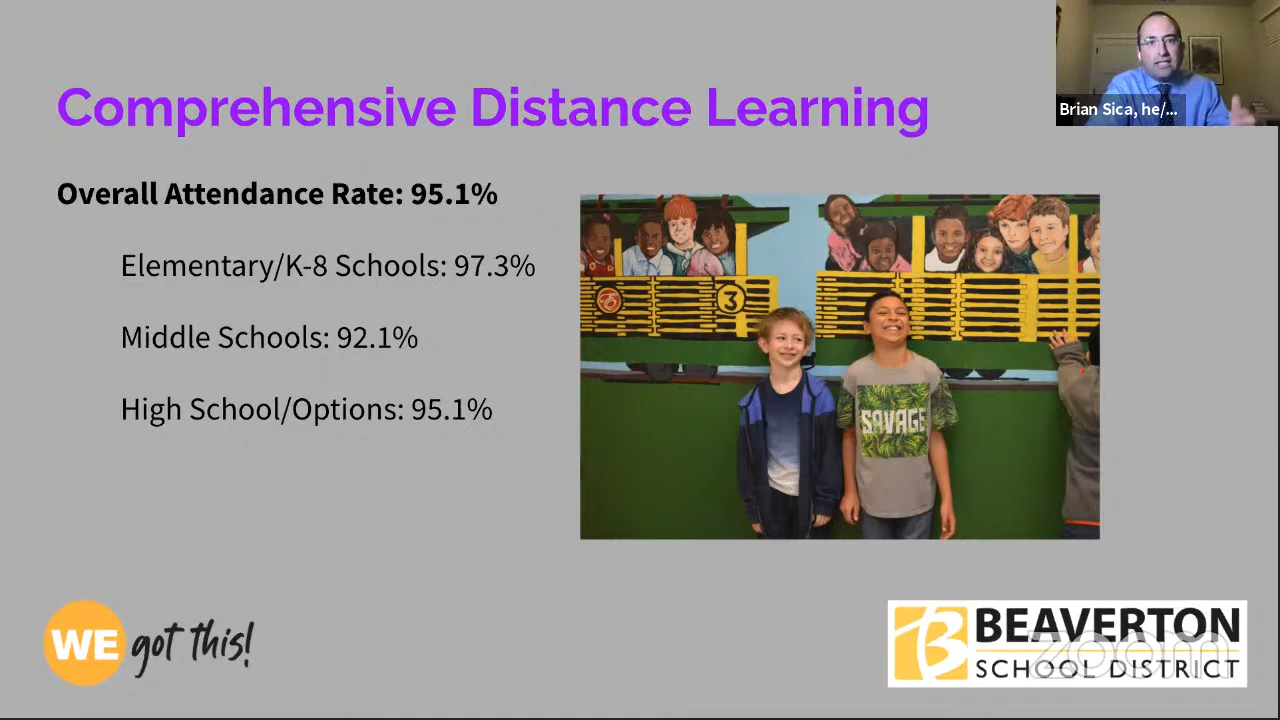 Comprehensive Distance Learning
Brian Sica, he/...
Overall Attendance Rate: 95.1%
Elementary/K-8 Schools: 97.3%
Middle Schools: 92.1%
High School/Options: 95.1%
3
SAVAGE
WE got this!
B BEAVERTON
SCHOOL DISTRICT
zoom